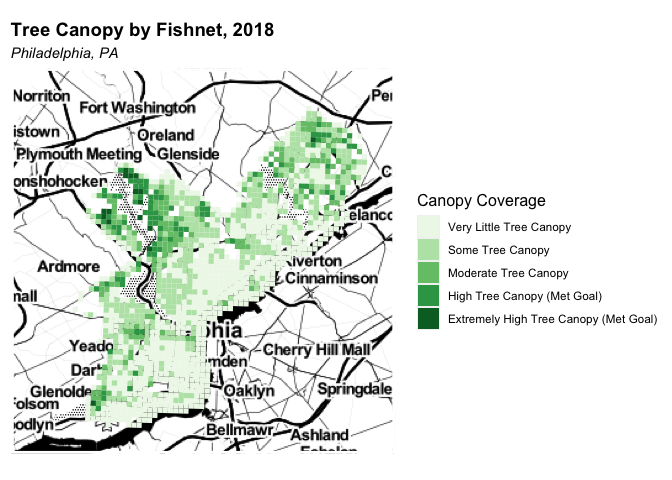 Tree Canopy by Fishnet, 2018
Philadelphia, PA
Norriton
Fort Washington
Per
istown
Oreland
Plymouth Meeting
Glenside
onshohocken
C
elanco
Ardmore
Riverton
Cinnaminson
nall
phia
Yeado
Cherry Hill Mall
Dar
mden
Glenolde
Oaklyn
Springdale
Folsom
oodlyn
Bellmawr
Ashland
Echelon
Canopy Coverage
Very Little Tree Canopy
Some Tree Canopy
Moderate Tree Canopy
High Tree Canopy (Met Goal)
Extremely High Tree Canopy (Met Goal)